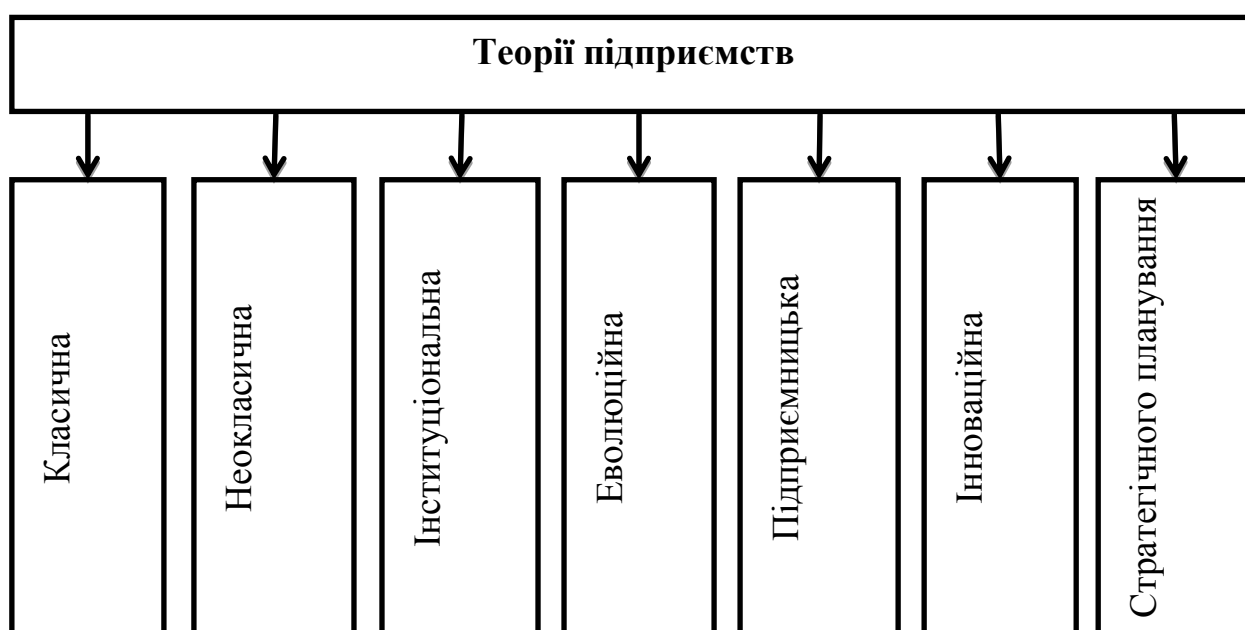 Теорії підприємств
Класична
Неокласична
Інституціональна
Еволюційна
Підприємницька
Інноваційна
Стратегічного планування